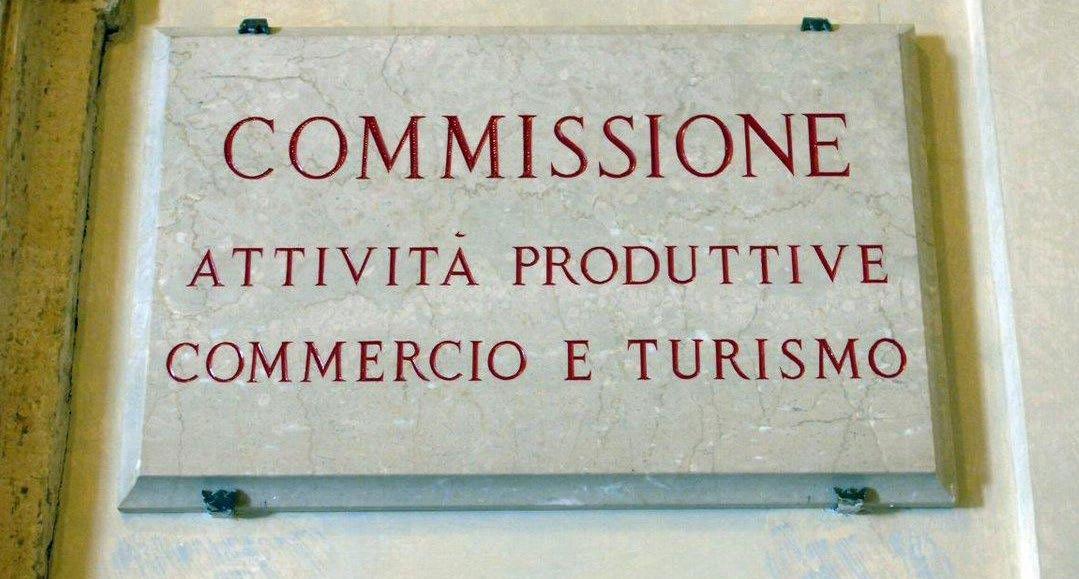 COMMISSIONE
ATTIVITÀ PRODUTTIVE
COMMERCIO E TURISMO